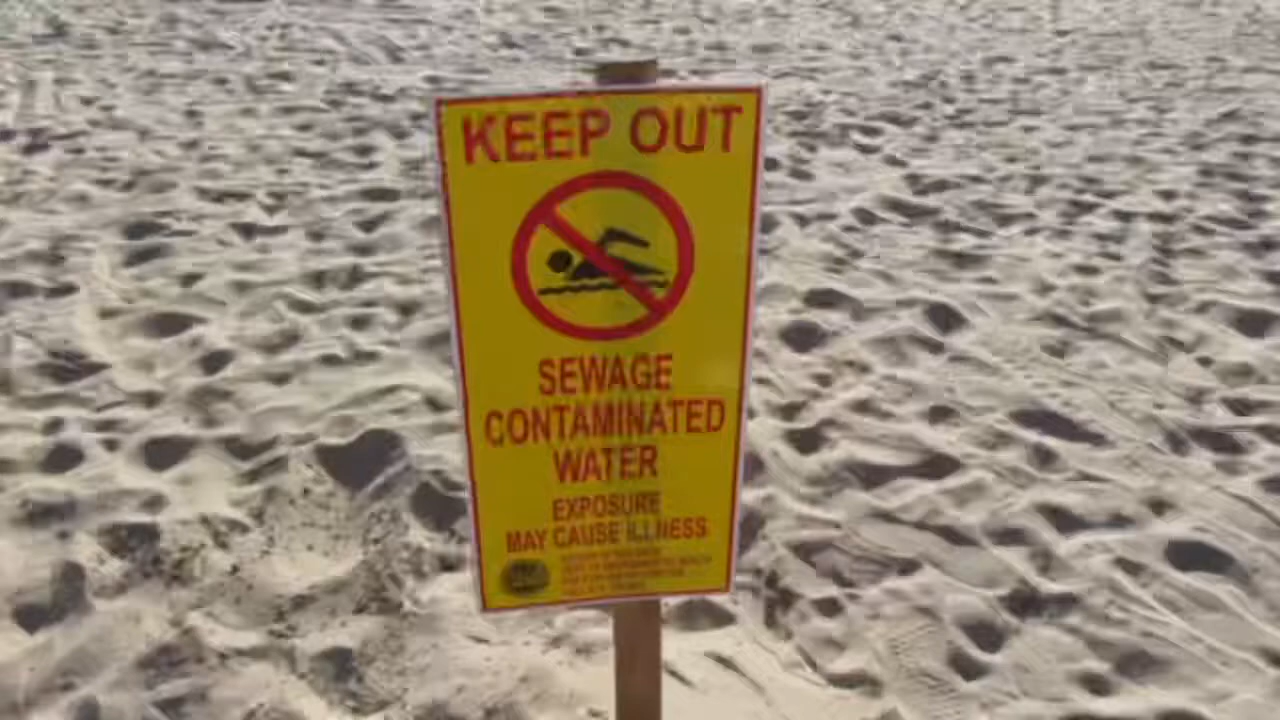 KEEP OUT
SEWAGE
CONTAMINATED
WATER
EXPOSURE
MAY CAUSE ILLNESS